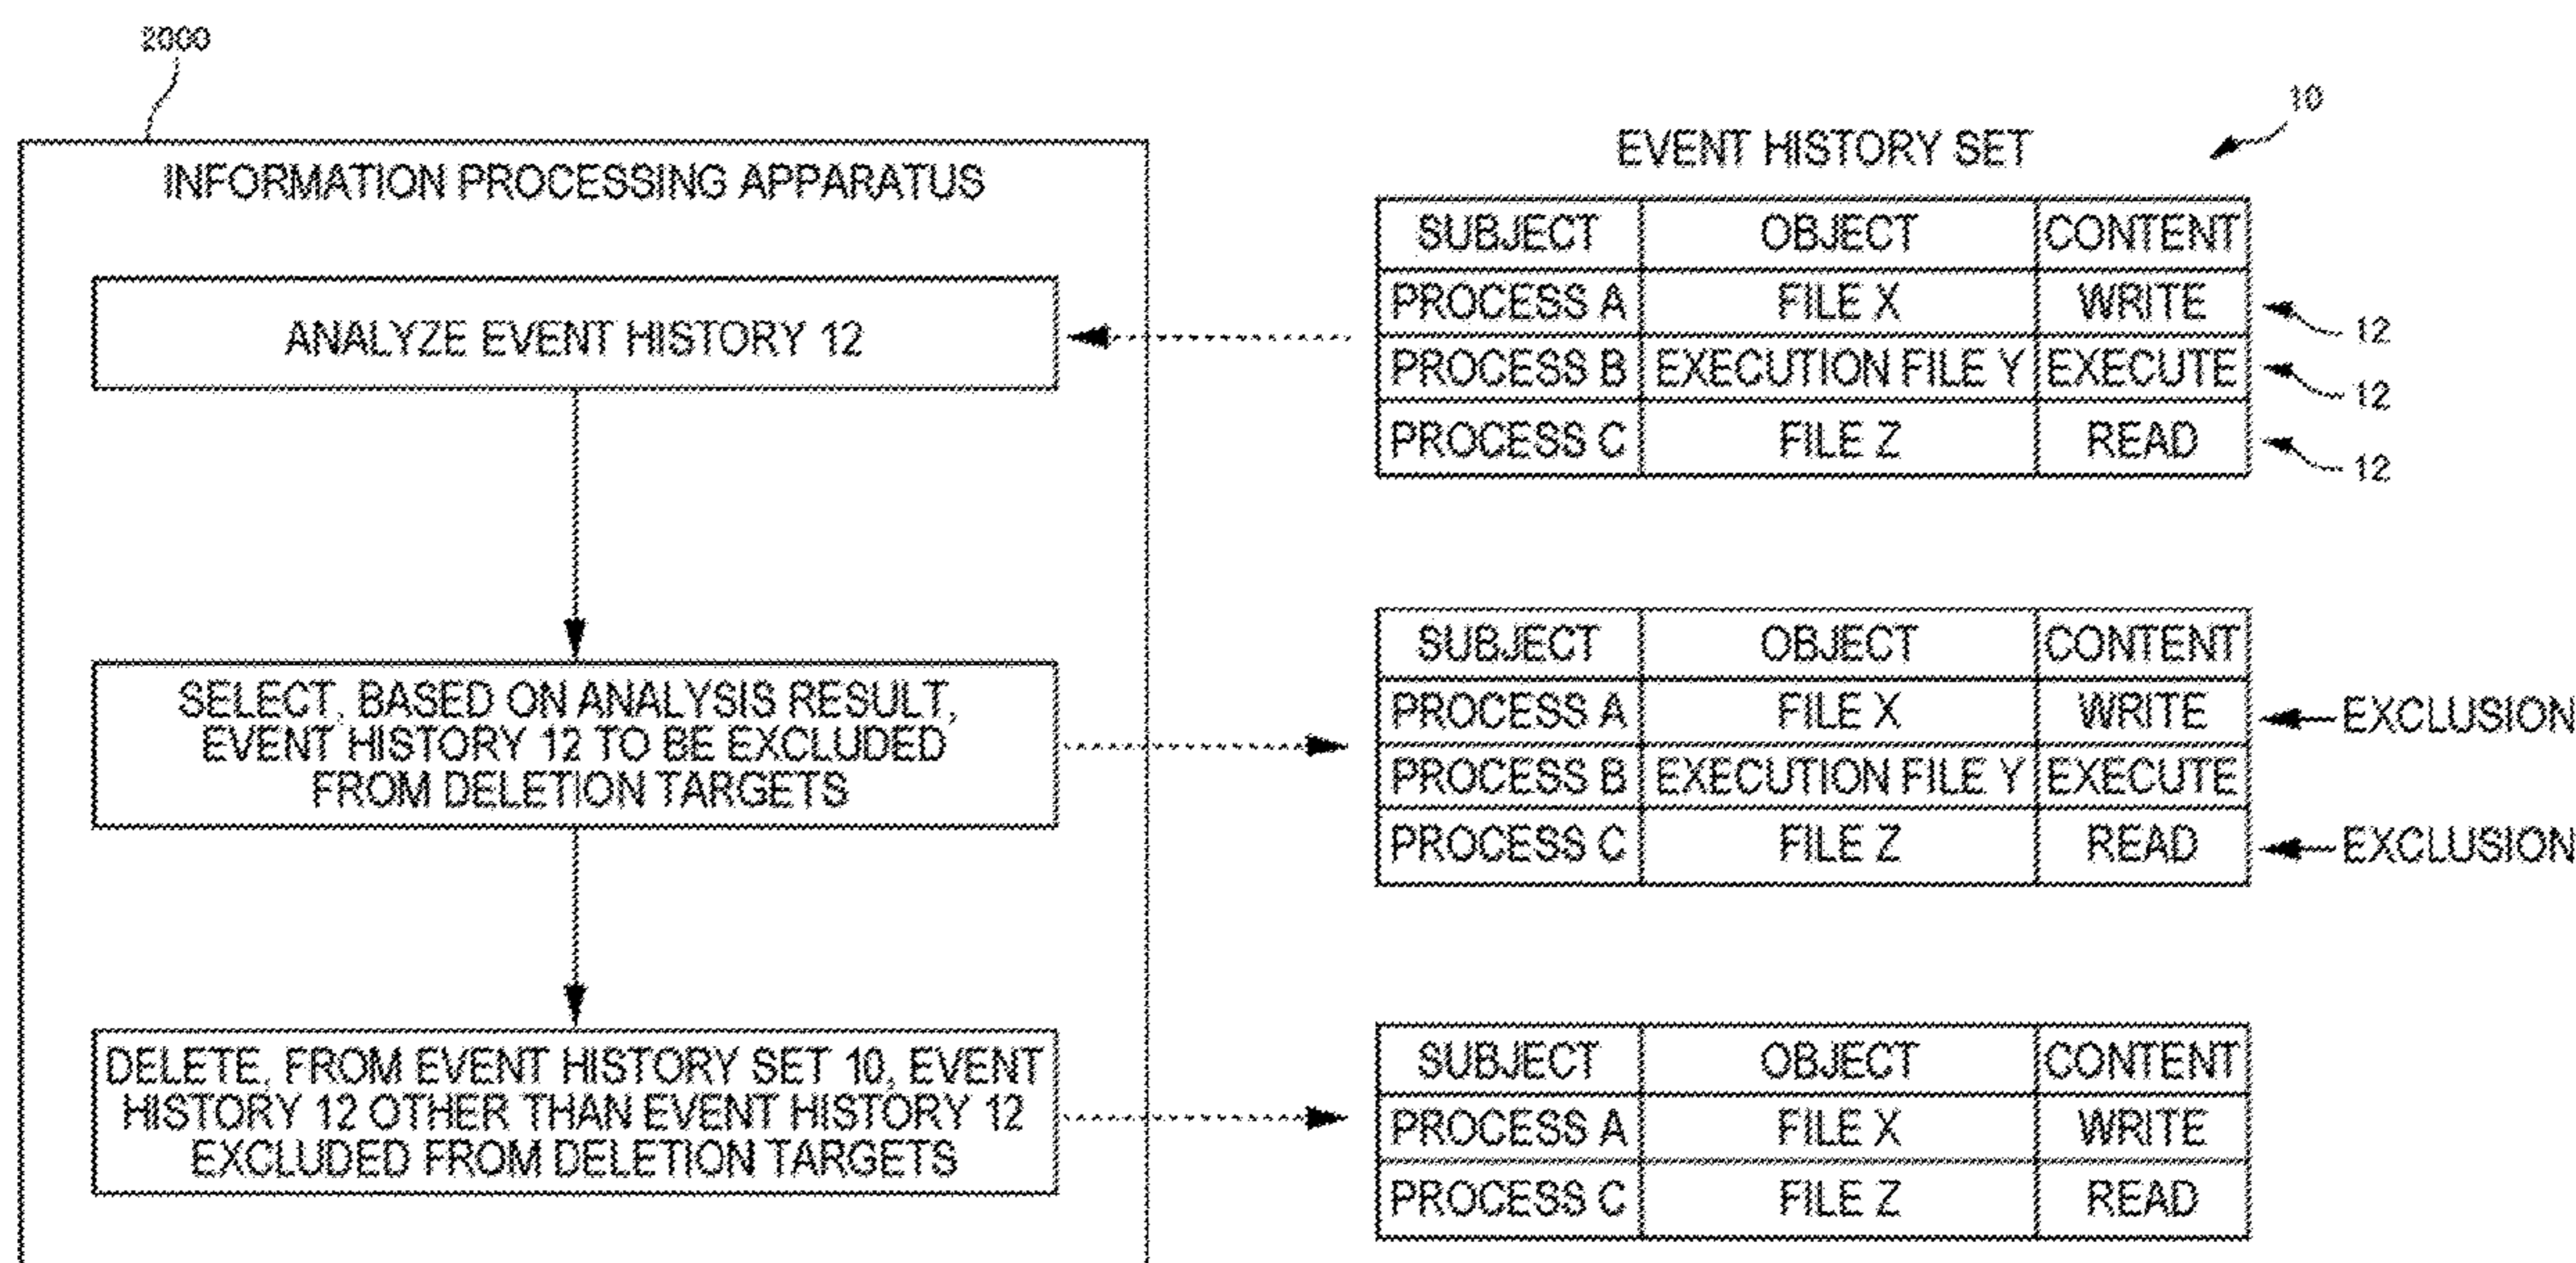 2000
INFORMATION PROCESSING APPARATUS
ANALYZE EVENT HISTORY 12
SELECT, BASED ON ANALYSIS RESULT,
EVENT HISTORY 12 TO BE EXCLUDED
FROM DELETION TARGETS
DELETE, FROM EVENT HISTORY SET 10, EVENT
HISTORY 12 OTHER THAN EVENT HISTORY 12
EXCLUDED FROM DELETION TARGETS
10
EVENT HISTORY SET
SUBJECT OBJECT CONTENT
PROCESS A FILE X WRITE
12
PROCESS B EXECUTION FILE Y EXECUTE
12
PROCESS C FILE Z READ
12
SUBJECT OBJECT CONTENT
PROCESS A FILE X WRITE EXCLUSION
PROCESS B EXECUTION FILE Y EXECUTE
PROCESS C FILE Z READ EXCLUSION
SUBJECT OBJECT CONTENT
PROCESS A FILE X WRITE
PROCESS C FILE Z READ